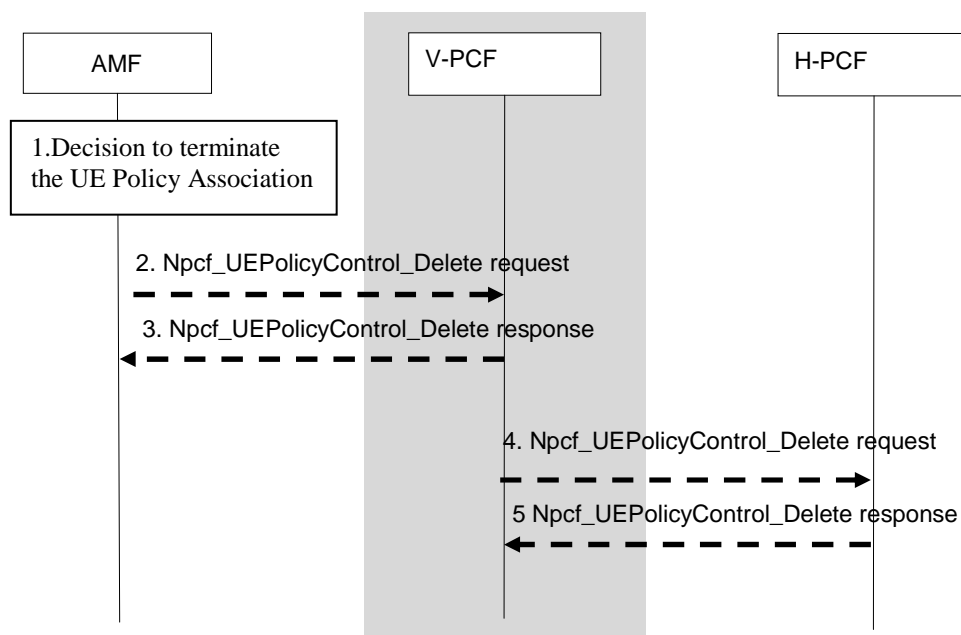 AMF
V-PCF
H-PCF
1.Decision to terminate
the UE Policy Association
2. Npcf_UEPolicyControl_Delete request
3. Npcf_UEPolicyControl_Delete response
4. Npcf_UEPolicyControl_Delete request
5 Npcf_UEPolicyControl_Delete response